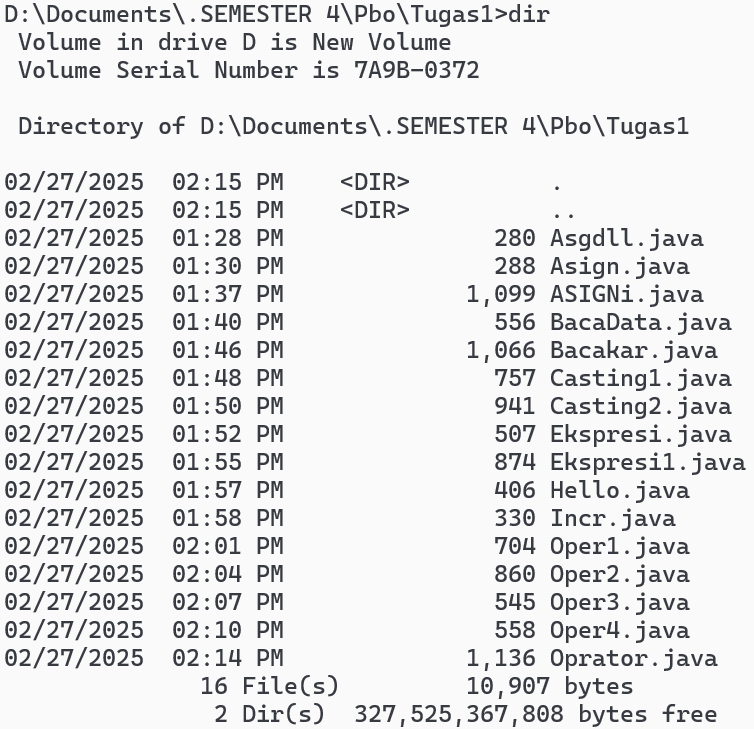 D:\Documents\.SEMESTER 4\Pbo\Tugas1>dir
 Volume in drive D is New Volume
 Volume Serial Number is 7A9B-0372

 Directory of D:\Documents\.SEMESTER 4\Pbo\Tugas1

02/27/2025  02:15 PM    <DIR>          .
02/27/2025  02:15 PM    <DIR>          ..
02/27/2025  01:28 PM               280 Asgdll.java
02/27/2025  01:30 PM               288 Asign.java
02/27/2025  01:37 PM             1,099 ASIGNi.java
02/27/2025  01:40 PM               556 BacaData.java
02/27/2025  01:46 PM             1,066 Bacakar.java
02/27/2025  01:48 PM               757 Casting1.java
02/27/2025  01:50 PM               941 Casting2.java
02/27/2025  01:52 PM               507 Ekspresi.java
02/27/2025  01:55 PM               874 Ekspresi1.java
02/27/2025  01:57 PM               406 Hello.java
02/27/2025  01:58 PM               330 Incr.java
02/27/2025  02:01 PM               704 Oper1.java
02/27/2025  02:04 PM               860 Oper2.java
02/27/2025  02:07 PM               545 Oper3.java
02/27/2025  02:10 PM               558 Oper4.java
02/27/2025  02:14 PM             1,136 Oprator.java
              16 File(s)         10,907 bytes
               2 Dir(s)  327,525,367,808 bytes free